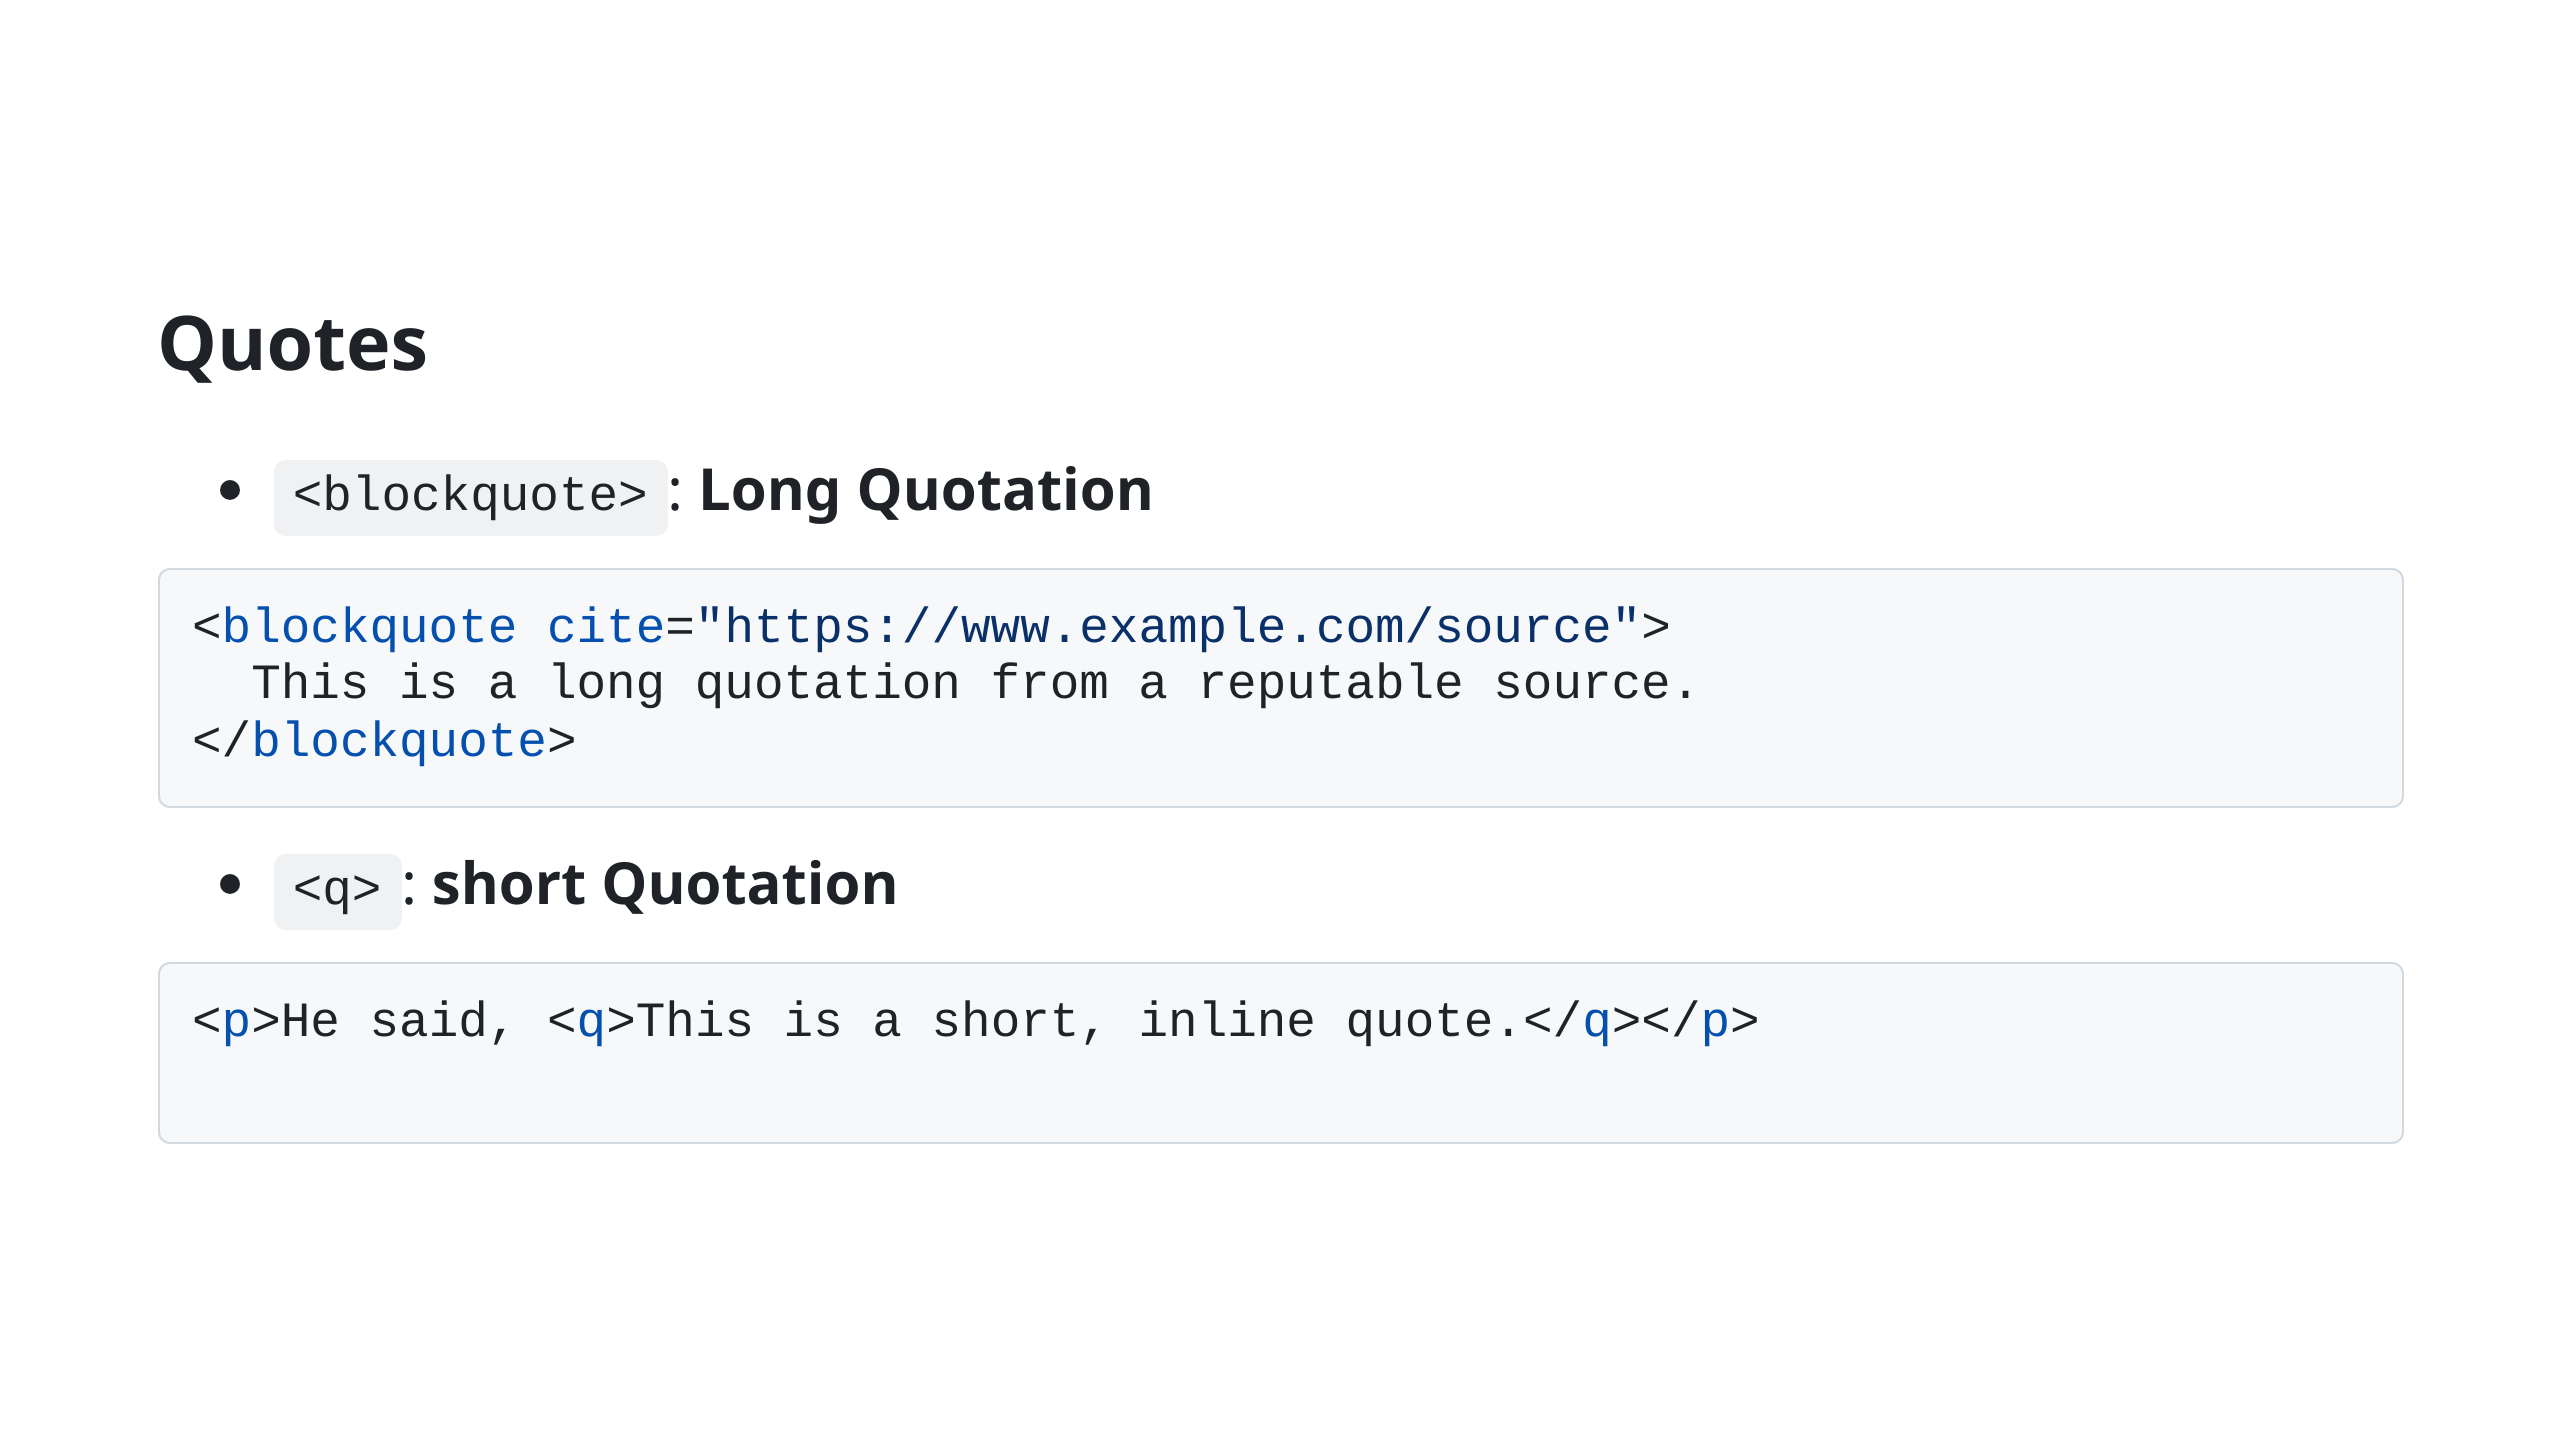 Quotes
• <blockquote>: Long Quotation
<blockquote cite="https://www.example.com/source">
  This is a long quotation from a reputable source.
</blockquote>
• <q>: short Quotation
<p>He said, <q>This is a short, inline quote.</q></p>